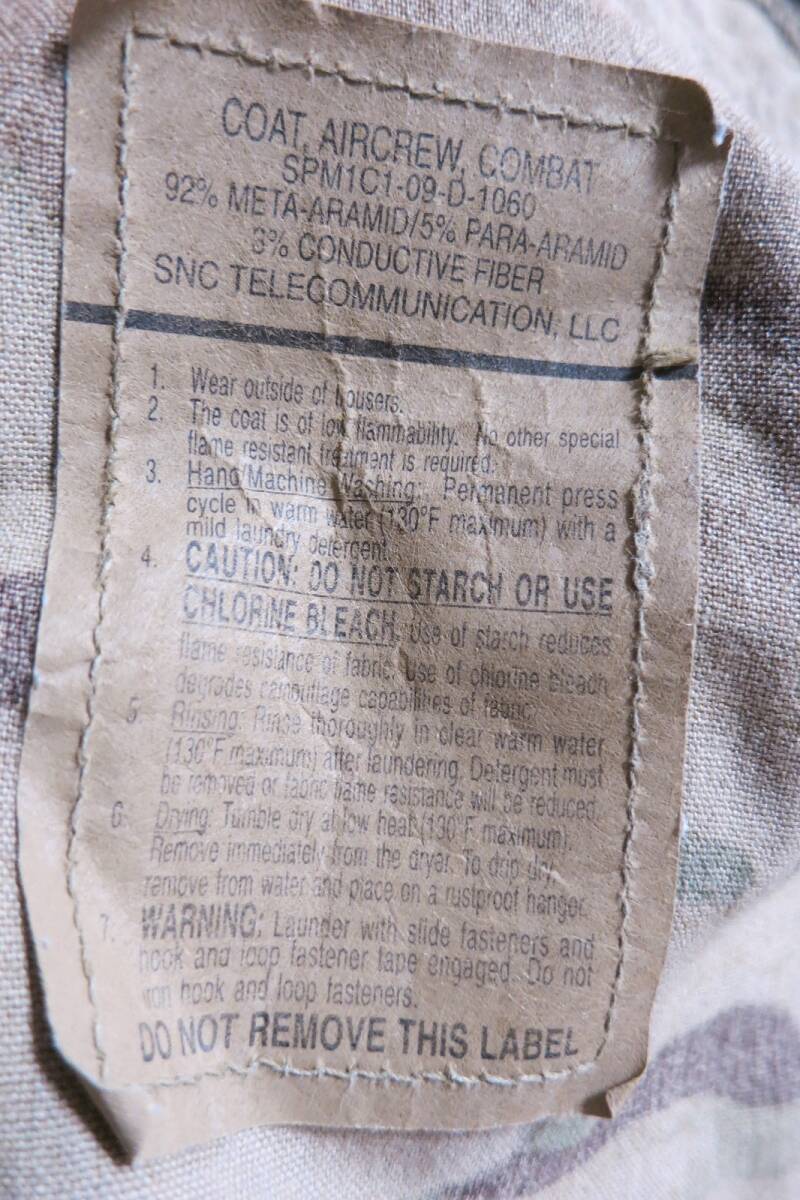 COAT, AIRCREW, COMBAT
SPM1C1-09-D-1060
92% META-ARAMID/5% PARA-ARAMID
3% CONDUCTIVE FIBER
SNC TELECOMMUNICATION, LLC
1. Wear outside of trousers.
2. The coat is of low flammability. No other special
flame resistant treatment is required.
3. Hand/Machine Washing: Permanent press
cycle in warm water (130°F maximum) with a
mild laundry detergent.
4. CAUTION: DO NOT STARCH OR USE
CHLORINE BLEACH. Use of starch reduces
flame resistance of fabric. Use of chlorine bleach
degrades camouflage capabilities of fabric.
5. Rinsing: Rinse thoroughly in clear warm water
(130°F maximum) after laundering. Detergent must
be removed or fabric flame resistance will be reduced.
6. Drying: Tumble dry at low heat (130°F maximum).
Remove immediately from the dryer. To drip dry,
remove from water and place on a rustproof hanger.
7. WARNING: Launder with slide fasteners and
hook and loop fastener tape engaged. Do not
iron hook and loop fasteners.
DO NOT REMOVE THIS LABEL